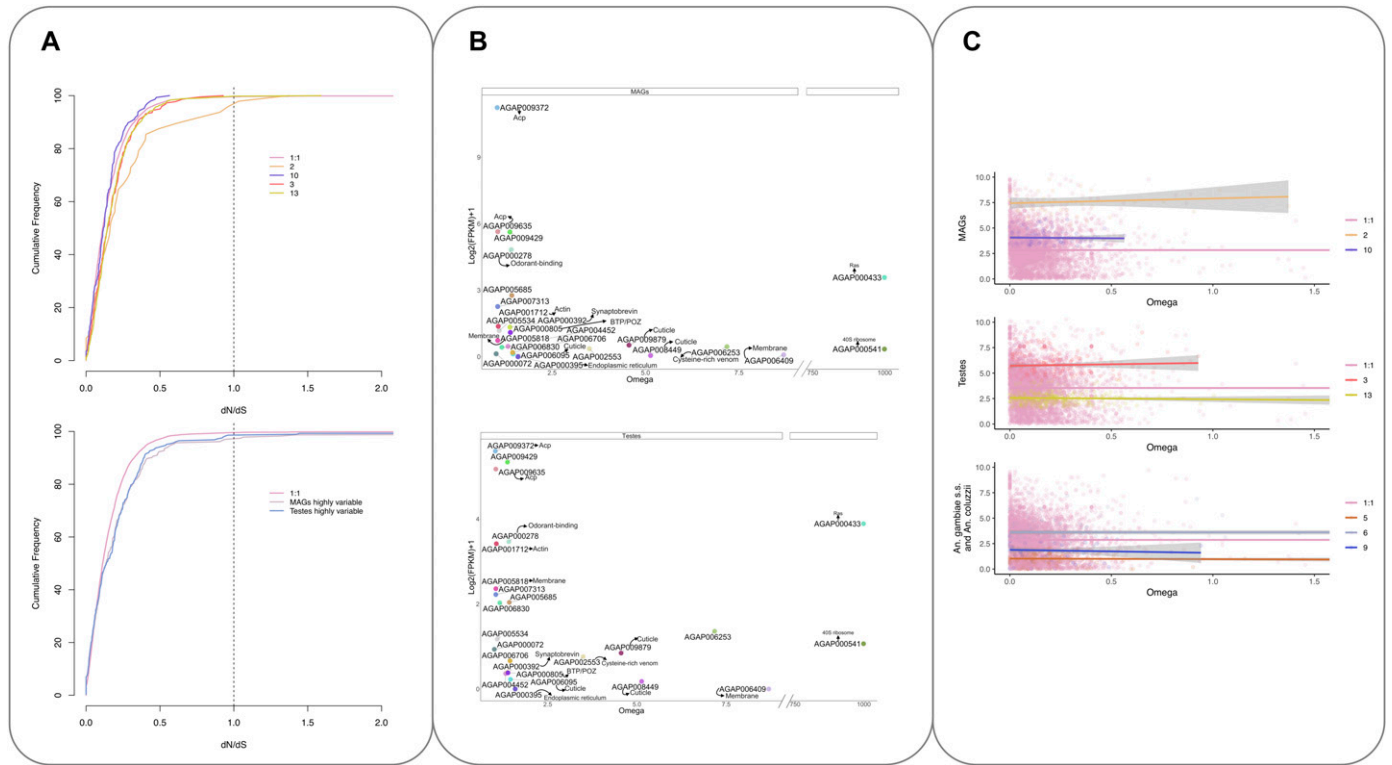 A
100
80
60
40
20
0
Cumulative Frequency
1:1
2
10
3
13
0.0 0.5 1.0 1.5 2.0
dN/dS
100
80
60
40
20
0
Cumulative Frequency
1:1
MAGs highly variable
Testes highly variable
0.0 0.5 1.0 1.5 2.0
dN/dS
B
MAGs
Log2(FPKM)+1
9
6
3
0
AGAP009372
Acp
Acp
AGAP009635
AGAP009429
AGAP000278
Odorant-binding
Ras
AGAP000433
AGAP005685
AGAP007313
AGAP001712 Actin
Synaptobrevin
AGAP005534 AGAP000392
BTP/POZ
AGAP000805 AGAP004452
Cuticle
Membrane AGAP005818 AGAP006706 AGAP009879
40S ribosome
Cuticle
AGAP006830 Cuticle AGAP008449 AGAP006253 Membrane AGAP000541
AGAP006095 AGAP002553 Cysteine-rich venom AGAP006409
AGAP000072 AGAP000395 Endoplasmic reticulum
2.5 5.0 7.5 750 1000
Omega
Testes
Log2(FPKM)+1
4
2
0
AGAP009372 Acp
AGAP009429
AGAP009635
Acp
Ras
AGAP000433
Odorant-binding
AGAP000278
AGAP001712 Actin
AGAP005818 Membrane
AGAP007313
AGAP005685
AGAP006830
AGAP005534
AGAP000072
Cuticle
AGAP006253
40S ribosome
AGAP009879
AGAP000541
AGAP006706 Synaptobrevin
AGAP002553 Cysteine-rich venom
AGAP000392
BTP/POZ
AGAP000805
AGAP006095
AGAP004452 Cuticle
AGAP008449
Cuticle
AGAP006409
Membrane
AGAP000395 Endoplasmic reticulum
2.5 5.0 7.5 750 1000
Omega
C
MAGs
10.0
7.5
5.0
2.5
0.0
1:1
2
10
0.0 0.5 1.0 1.5
Omega
Testes
10.0
7.5
5.0
2.5
0.0
1:1
3
13
0.0 0.5 1.0 1.5
Omega
An. gambiae s.s.
and An. coluzzii
10.0
7.5
5.0
2.5
0.0
1:1
5
6
9
0.0 0.5 1.0 1.5
Omega